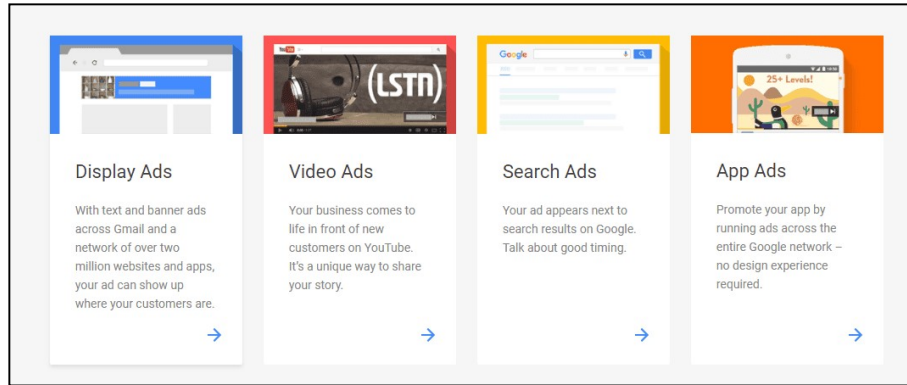 You Tube
(LSTN)
Google
25+ Levels!
Display Ads
With text and banner ads
across Gmail and a
network of over two
million websites and apps,
your ad can show up
where your customers are.
Video Ads
Your business comes to
life in front of new
customers on YouTube.
It's a unique way to share
your story.
Search Ads
Your ad appears next to
search results on Google.
Talk about good timing.
App Ads
Promote your app by
running ads across the
entire Google network –
no design experience
required.